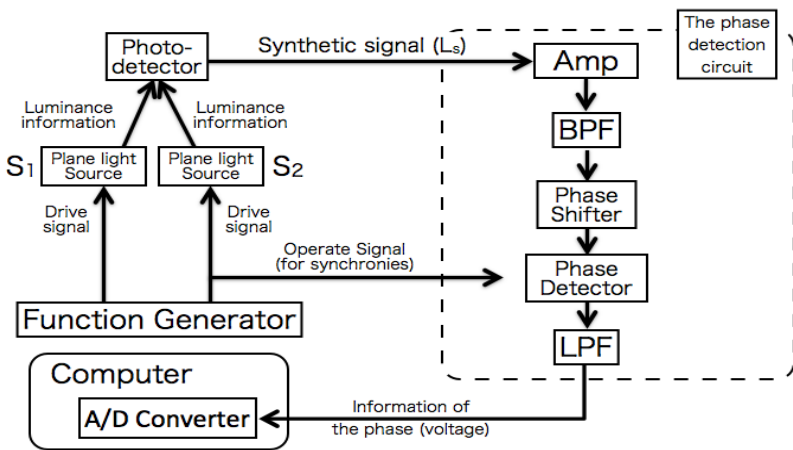 Photo-
detector
Synthetic signal (Ls)
Amp
The phase
detection
circuit
Luminance
information
Luminance
information
BPF
S1
Plane light
Source
Plane light
Source
S2
Phase
Shifter
Drive
signal
Drive
signal
Operate Signal
(for synchronies)
Phase
Detector
Function Generator
LPF
Computer
A/D Converter
Information of
the phase (voltage)